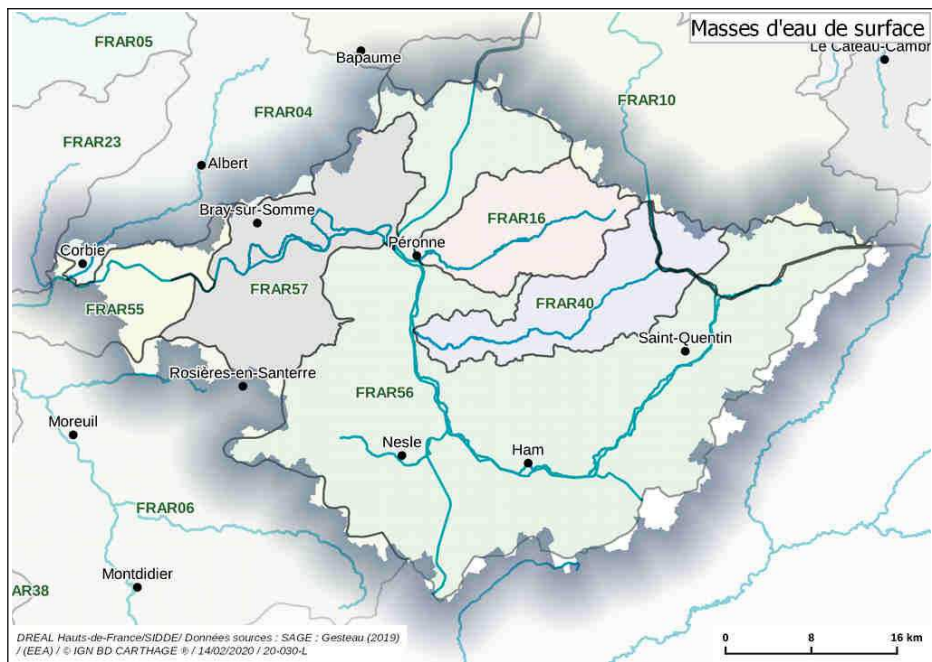 Masses d'eau de surface
FRAR05
Bapaume
Le Cateau-Cambr
FRAR04
FRAR10
FRAR23
Albert
Bray-sur-Somme
FRAR16
Corbie
Péronne
FRAR57
FRAR55
FRAR40
Saint-Quentin
Rosières-en-Santerre
FRAR56
Moreuil
Nesle
Ham
FRAR06
Montdidier
AR38
DREAL Hauts-de-France/SIDDE/ Données sources : SAGE : Gesteau (2019)
/ (EEA) / © IGN BD CARTHAGE ® / 14/02/2020 / 20-030-L
0 8 16 km